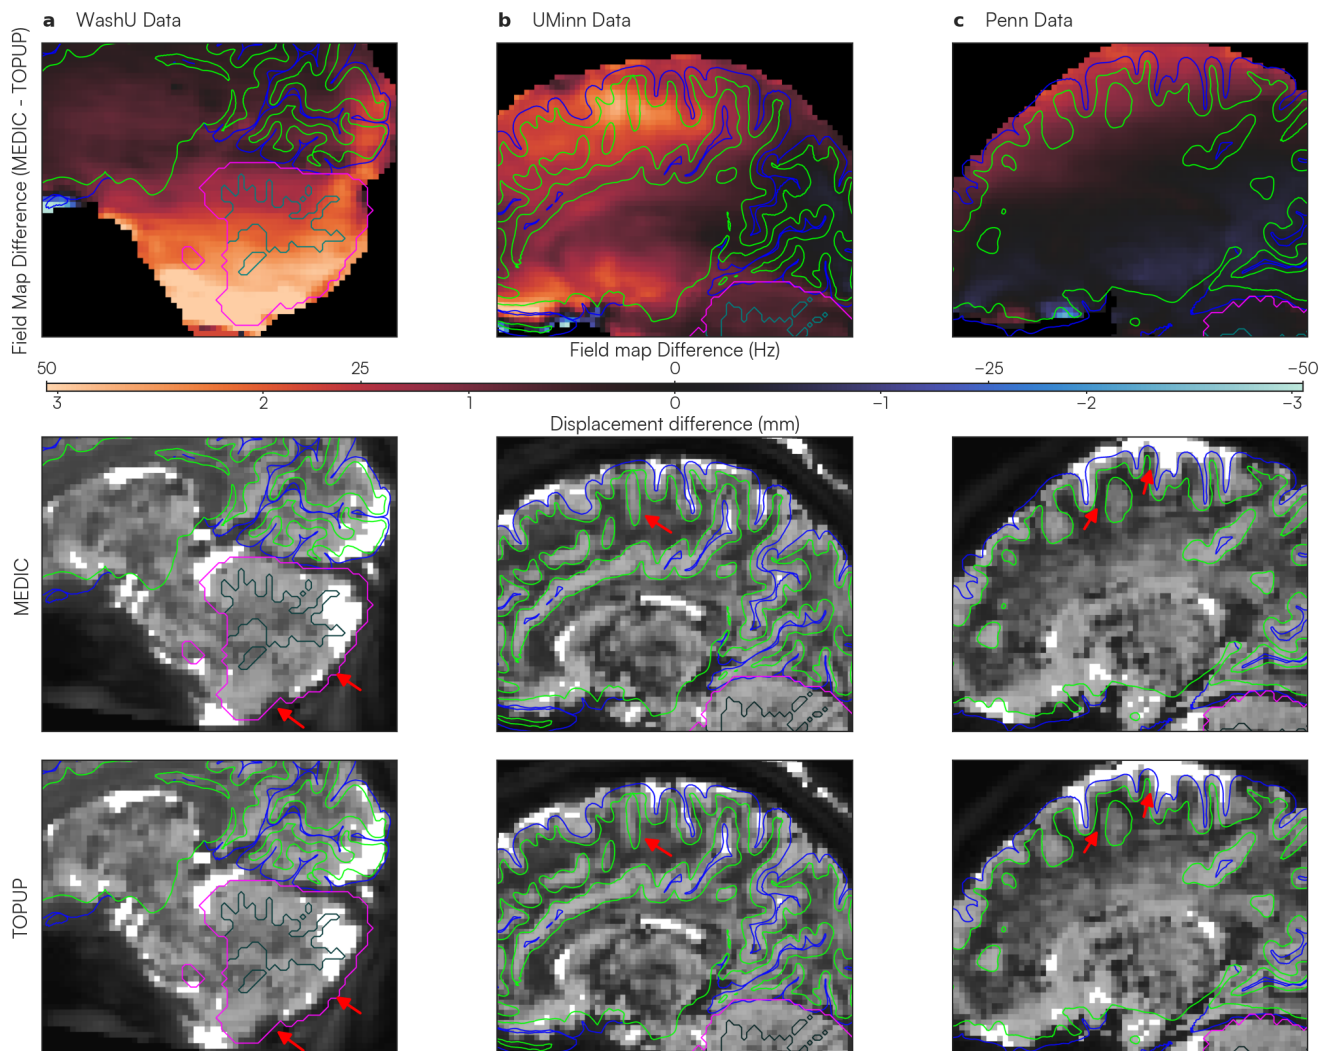 a WashU Data
b UMinn Data
c Penn Data
Field Map Difference (MEDIC - TOPUP)
Field map Difference (Hz)
50 25 0 −25 −50
3 2 1 0 −1 −2 −3
Displacement difference (mm)
MEDIC
TOPUP